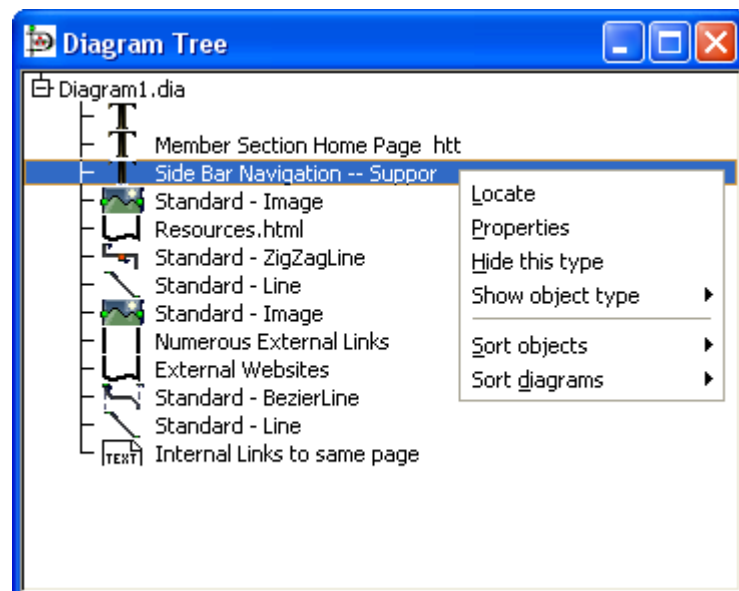 Diagram Tree
Diagram1.dia
T
T Member Section Home Page htt
T Side Bar Navigation -- Suppor
Standard - Image
Resources.html
Standard - ZigZagLine
Standard - Line
Standard - Image
Numerous External Links
External Websites
Standard - BezierLine
Standard - Line
TEXT Internal Links to same page
Locate
Properties
Hide this type
Show object type
Sort objects
Sort diagrams